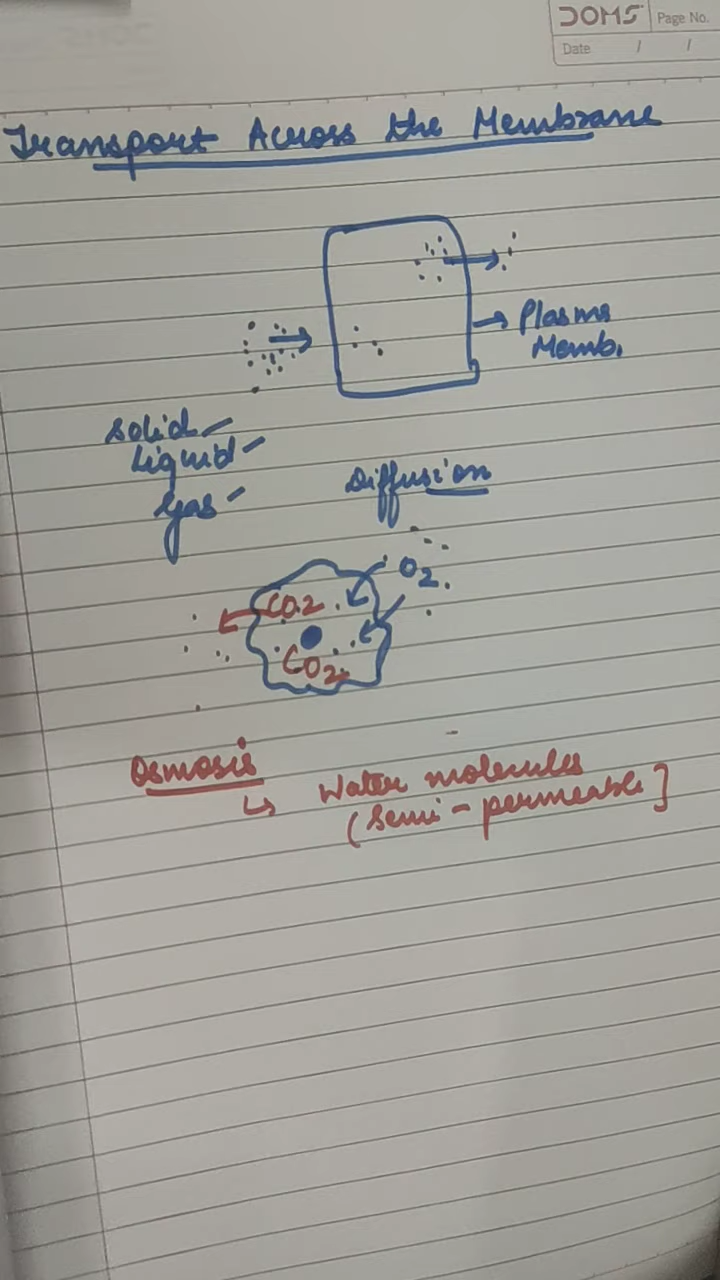 DOMS Page No.
Date / /
Transport Across the Membrane
Plasma
Memb.
Solid
Liquid
Gas
Diffusion
O2
CO2
CO2
Osmosis
Water molecules
(Semi-permeable]